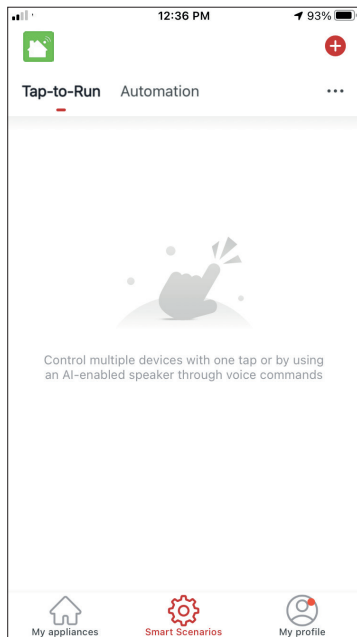 12:36 PM
93%
Tap-to-Run Automation
Control multiple devices with one tap or by using
an AI-enabled speaker through voice commands
My appliances Smart Scenarios My profile